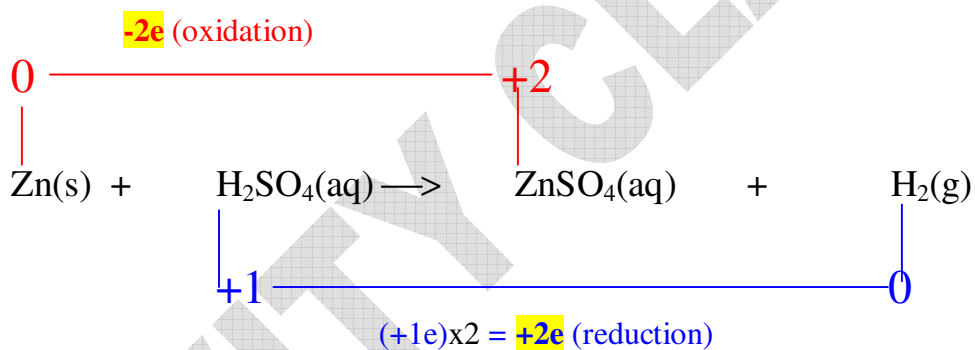 -2e (oxidation)
0 +2
Zn(s) + H₂SO₄(aq) —> ZnSO₄(aq) + H₂(g)
+1 0
(+1e)x2 = +2e (reduction)